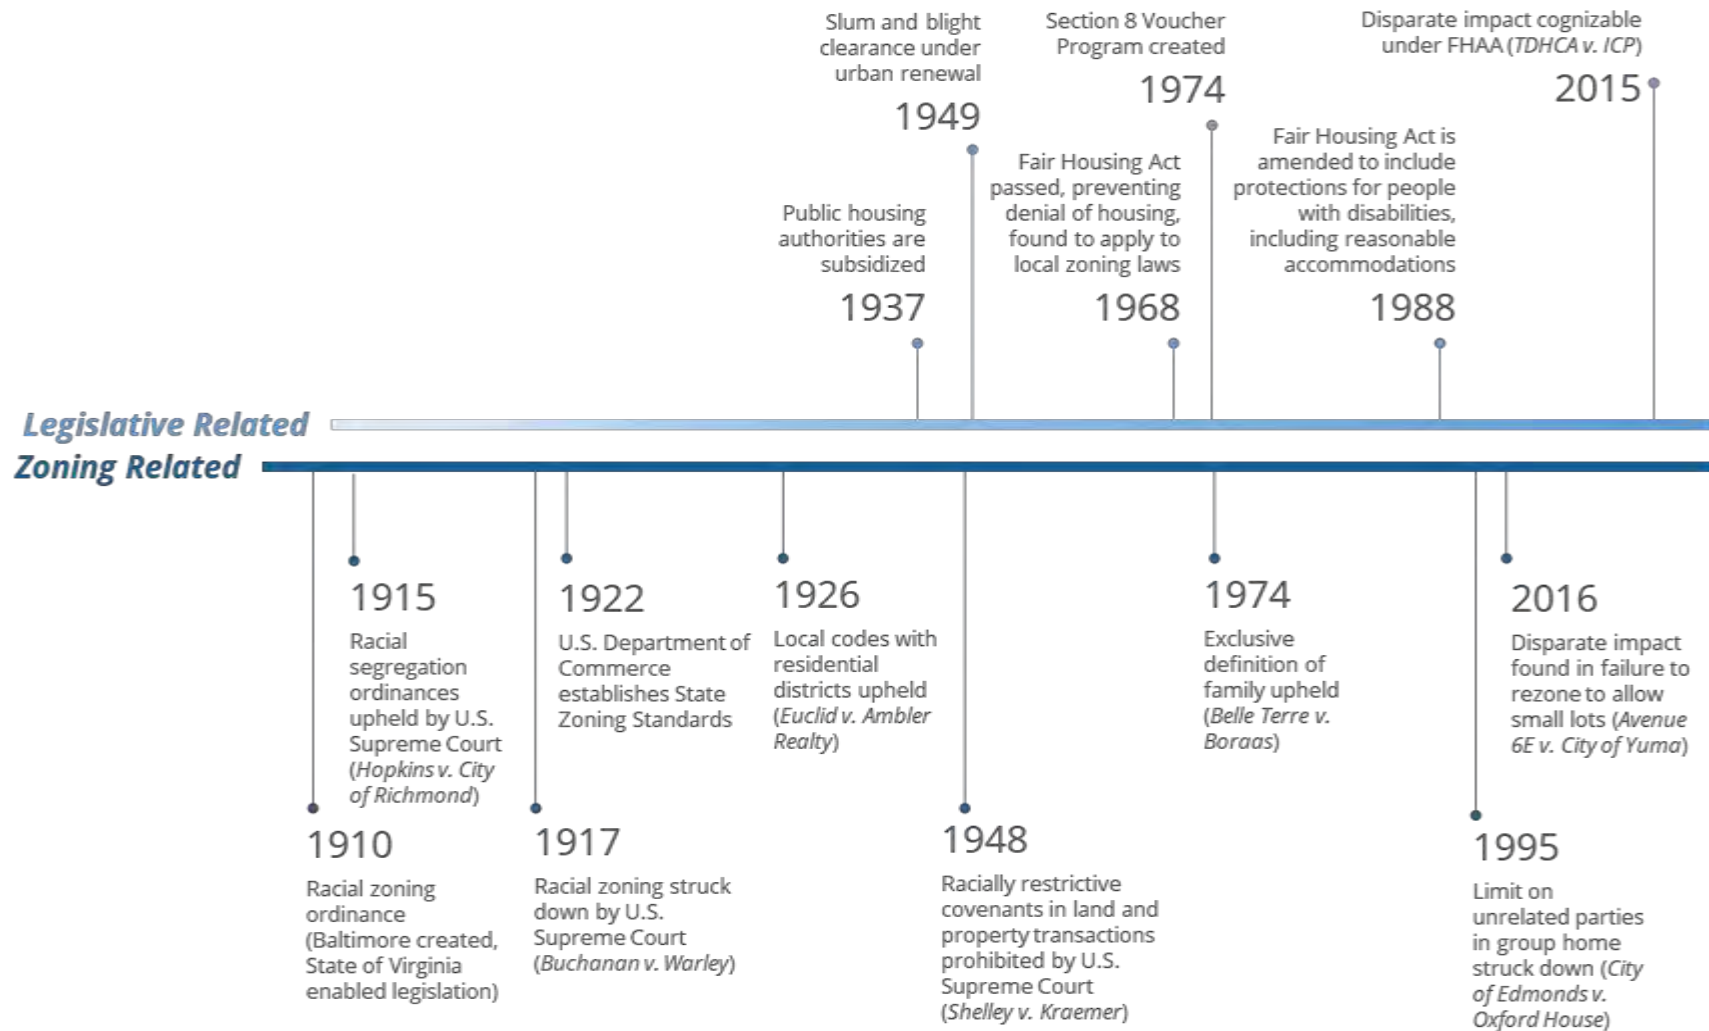 Slum and blight
clearance under
urban renewal
1949
Section 8 Voucher
Program created
1974
Disparate impact cognizable
under FHAA (TDHCA v. ICP)
2015
Public housing
authorities are
subsidized
1937
Fair Housing Act
passed, preventing
denial of housing,
found to apply to
local zoning laws
1968
Fair Housing Act is
amended to include
protections for people
with disabilities,
including reasonable
accommodations
1988
Legislative Related
Zoning Related
1915
Racial
segregation
ordinances
upheld by U.S.
Supreme Court
(Hopkins v. City
of Richmond)
1922
U.S. Department of
Commerce
establishes State
Zoning Standards
1926
Local codes with
residential
districts upheld
(Euclid v. Ambler
Realty)
1974
Exclusive
definition of
family upheld
(Belle Terre v.
Boraas)
2016
Disparate impact
found in failure to
rezone to allow
small lots (Avenue
6E v. City of Yuma)
1910
Racial zoning
ordinance
(Baltimore created,
State of Virginia
enabled legislation)
1917
Racial zoning struck
down by U.S.
Supreme Court
(Buchanan v. Warley)
1948
Racially restrictive
covenants in land and
property transactions
prohibited by U.S.
Supreme Court
(Shelley v. Kraemer)
1995
Limit on
unrelated parties
in group home
struck down (City
of Edmonds v.
Oxford House)